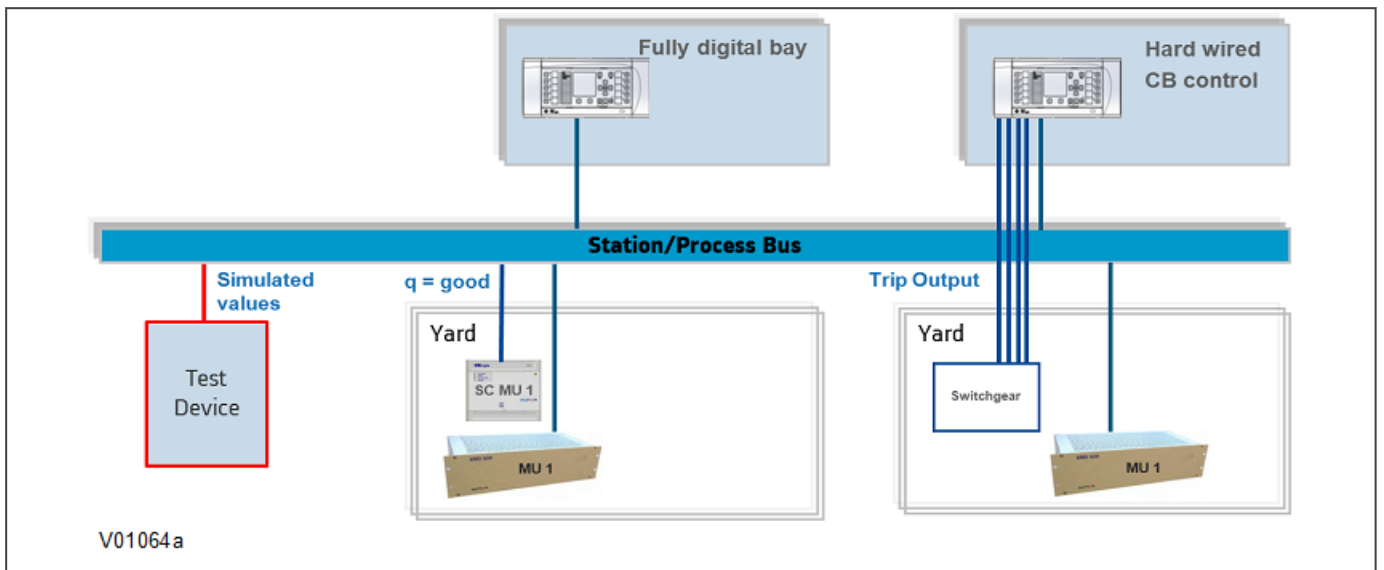 Fully digital bay
Hard wired
CB control
Station/Process Bus
Simulated
values
q = good
Trip Output
Test
Device
Yard
SC MU 1
MU 1
Yard
Switchgear
MU 1
V01064a